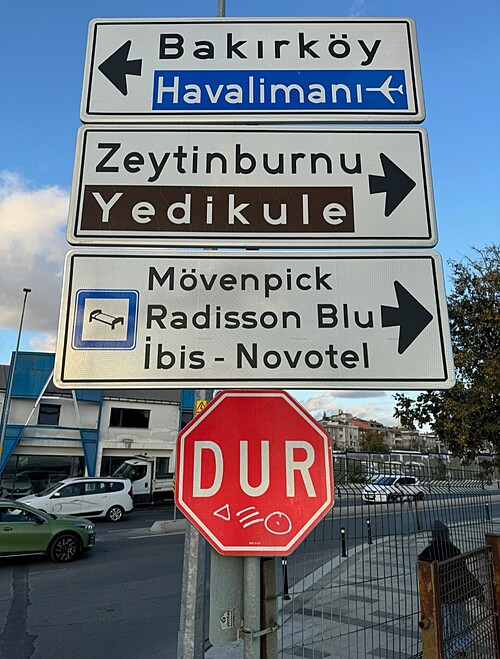 Bakırköy
Havalimanı
Zeytinburnu
Yedikule
Mövenpick
Radisson Blu
İbis - Novotel
DUR